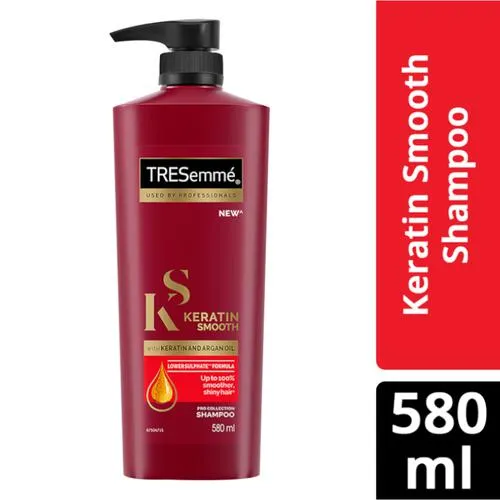 TRESemmé®
USED BY PROFESSIONALS
NEW^
KS
KERATIN
SMOOTH
with KERATIN AND ARGAN OIL
LOWER SULPHATE** FORMULA
Up to 100%
smoother,
shiny hair^
PRO COLLECTION
SHAMPOO
580 ml
Keratin Smooth
Shampoo
580
ml